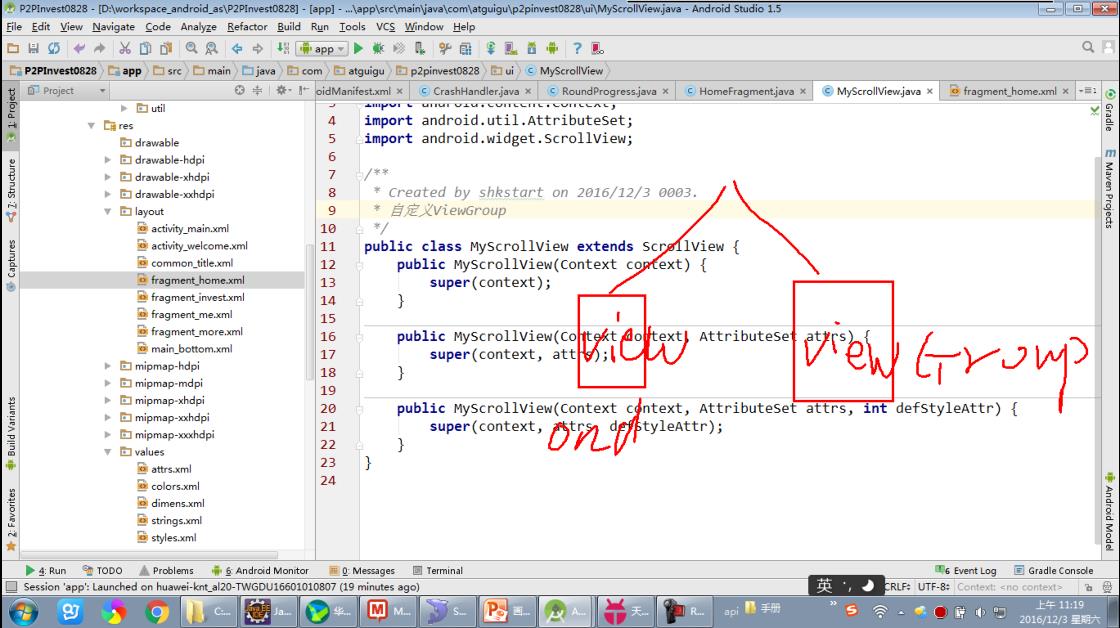 P2PInvest0828 - [D:\workspace_android_as\P2PInvest0828] - [app] - ...\app\src\main\java\com\atguigu\p2pinvest0828\ui\MyScrollView.java - Android Studio 1.5
File Edit View Navigate Code Analyze Refactor Build Run Tools VCS Window Help
app
P2PInvest0828 app src main java com atguigu p2pinvest0828 ui MyScrollView
Project
oidManifest.xml CrashHandler.java RoundProgress.java HomeFragment.java MyScrollView.java fragment_home.xml
1: Project
7: Structure
Captures
Build Variants
2: Favorites
util
res
drawable
drawable-hdpi
drawable-xhdpi
drawable-xxhdpi
layout
activity_main.xml
activity_welcome.xml
common_title.xml
fragment_home.xml
fragment_invest.xml
fragment_me.xml
fragment_more.xml
main_bottom.xml
mipmap-hdpi
mipmap-mdpi
mipmap-xhdpi
mipmap-xxhdpi
values
attrs.xml
colors.xml
dimens.xml
strings.xml
styles.xml
import android.content.Context;
4 import android.util.AttributeSet;
5 import android.widget.ScrollView;
6
7 /**
8 * Created by shkstart on 2016/12/3 0003.
9 * 自定义ViewGroup
10 */
11 public class MyScrollView extends ScrollView {
12 public MyScrollView(Context context) {
13 super(context);
14 }
15
16 public MyScrollView(Context context, AttributeSet attrs) {
17 super(context, attrs);
18 }
19
20 public MyScrollView(Context context, AttributeSet attrs, int defStyleAttr) {
21 super(context, attrs, defStyleAttr);
22 }
23 }
24
view
view Group
ond
Gradle
Maven Projects
Android Model
4: Run TODO Problems 6: Android Monitor 0: Messages Terminal 6 Event Log Gradle Console
Session 'app': Launched on huawei-knt_al20-TWGDU16601010807 (19 minutes ago)
英
CRLF÷ UTF-8÷ Context: <no context>
C... Ja... 华... M... S... 画... A... 天... R... api 手册
上午 11:19
2016/12/3 星期六